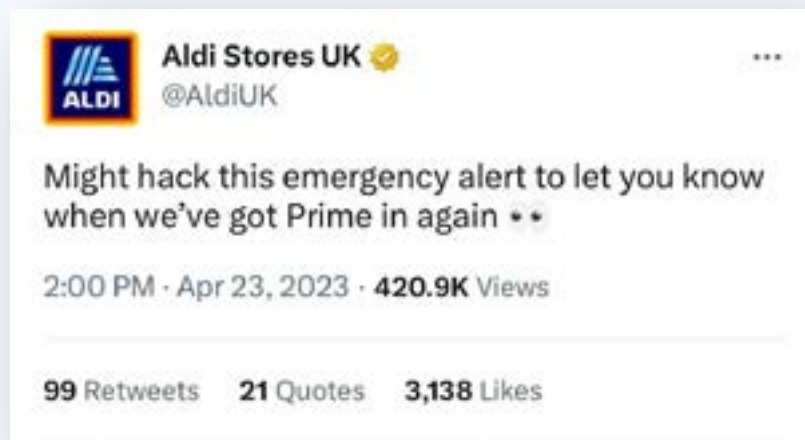 Aldi Stores UK
ALDI
@AldiUK
Might hack this emergency alert to let you know
when we’ve got Prime in again 👀
2:00 PM · Apr 23, 2023 · 420.9K Views
99 Retweets 21 Quotes 3,138 Likes